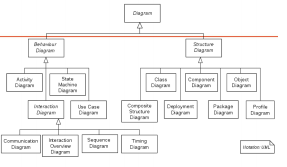 Diagram
Behaviour
Diagram
Structure
Diagram
Activity
Diagram
State
Machine
Diagram
Class
Diagram
Component
Diagram
Object
Diagram
Interaction
Diagram
Use Case
Diagram
Composite
Structure
Diagram
Deployment
Diagram
Package
Diagram
Profile
Diagram
Communication
Diagram
Interaction
Overview
Diagram
Sequence
Diagram
Timing
Diagram
Notation: UML